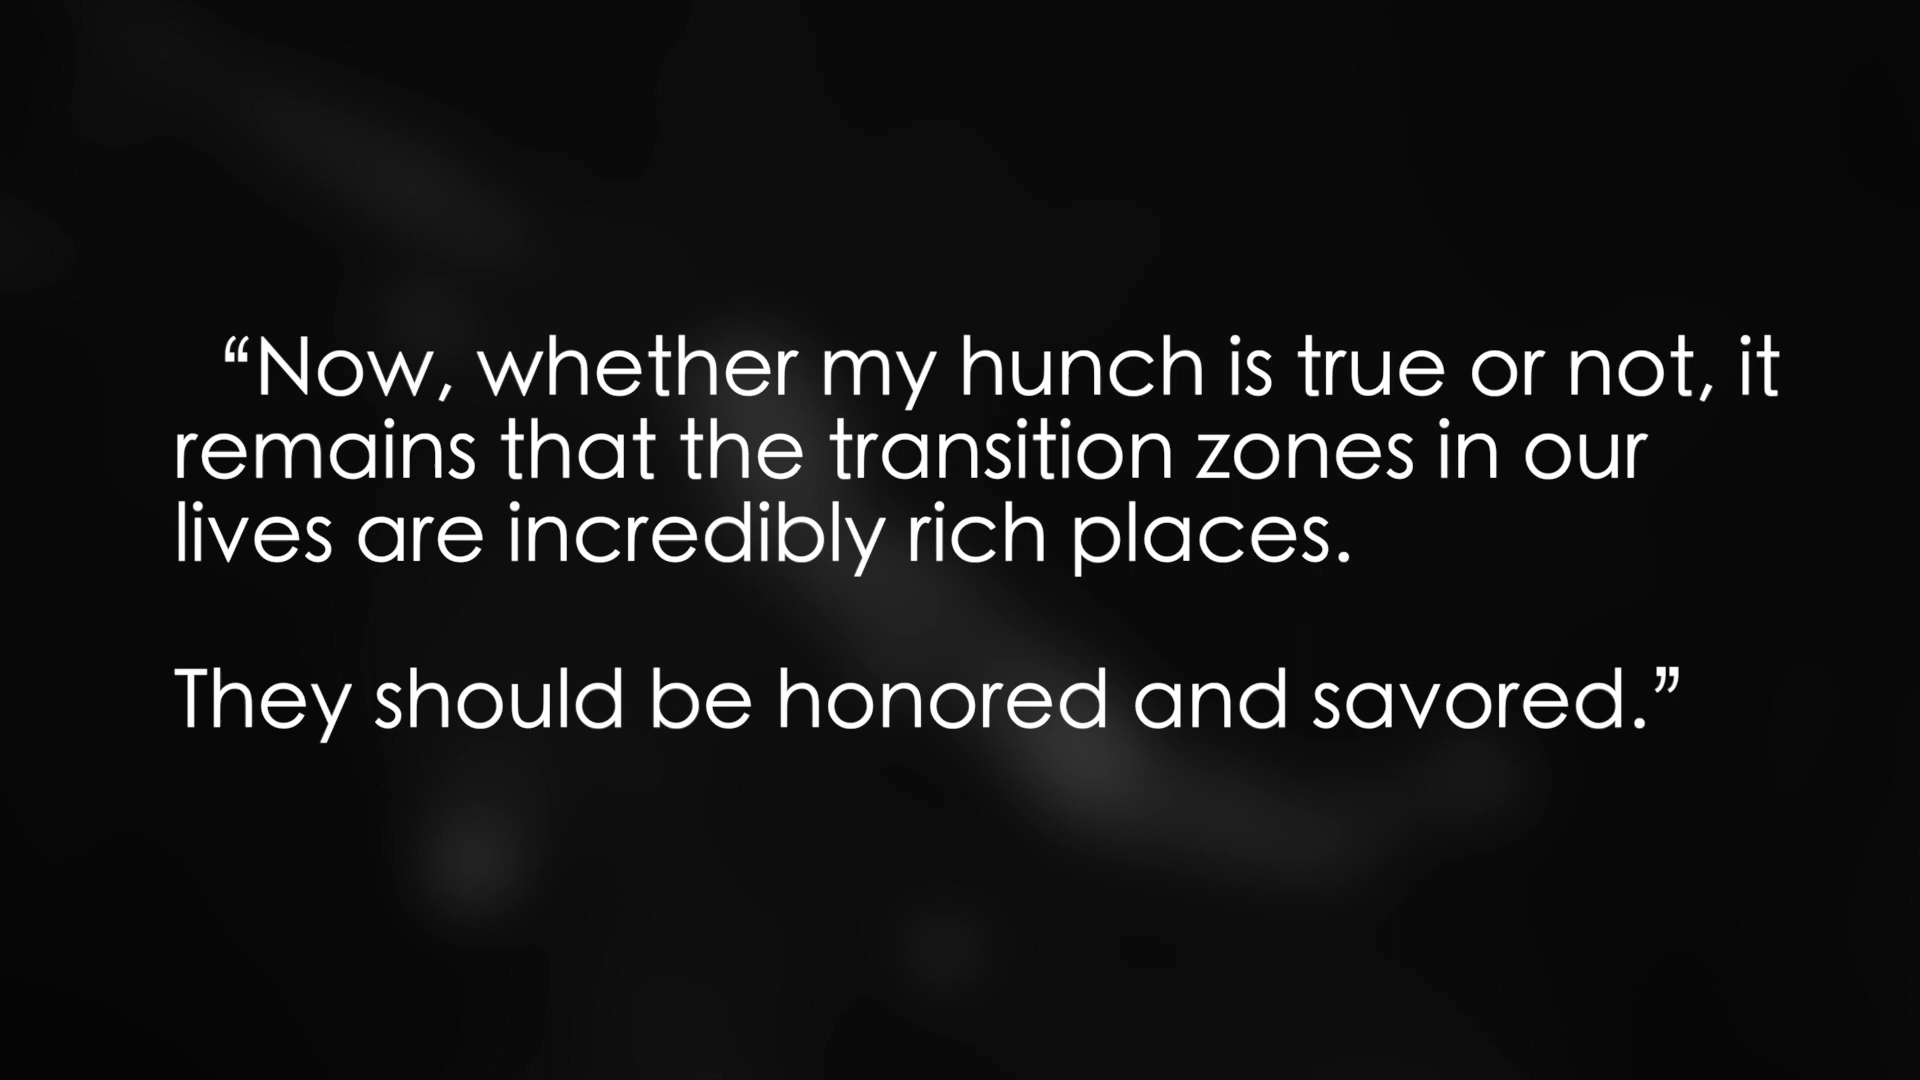 “Now, whether my hunch is true or not, it
remains that the transition zones in our
lives are incredibly rich places.
They should be honored and savored.”